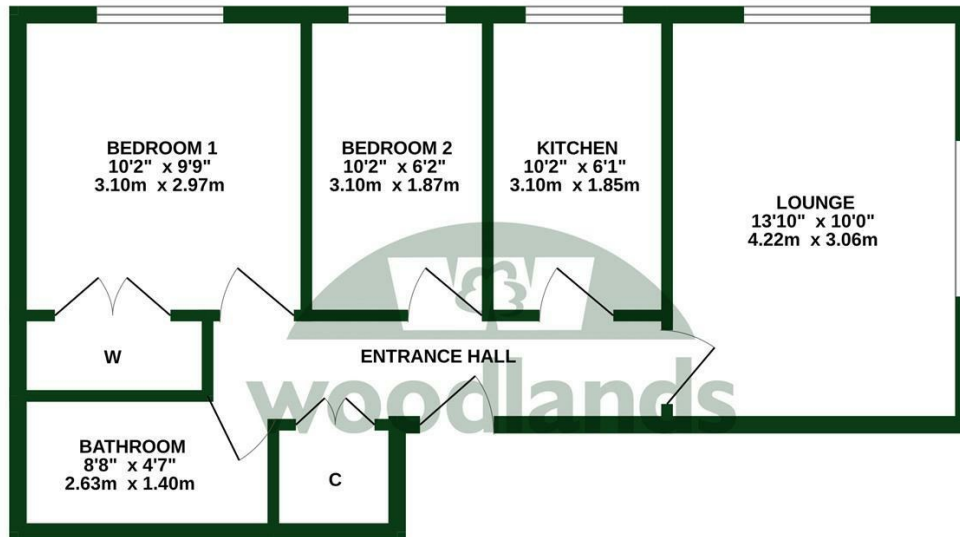 BEDROOM 1
10'2" x 9'9"
3.10m x 2.97m
BEDROOM 2
10'2" x 6'2"
3.10m x 1.87m
KITCHEN
10'2" x 6'1"
3.10m x 1.85m
LOUNGE
13'10" x 10'0"
4.22m x 3.06m
W
ENTRANCE HALL
woodlands
BATHROOM
8'8" x 4'7"
2.63m x 1.40m
C